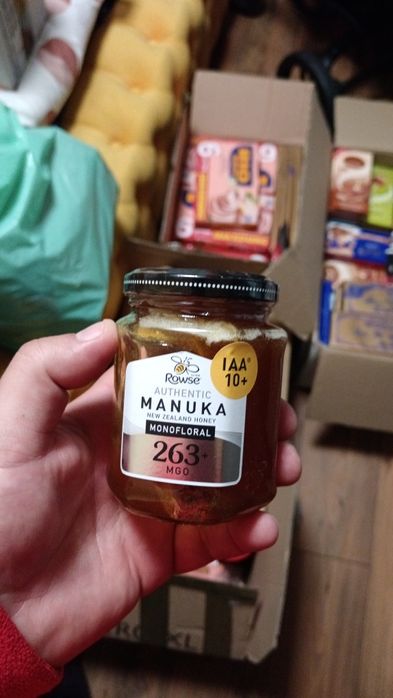 Rowse
AUTHENTIC
MANUKA
NEW ZEALAND HONEY
MONOFLORAL
263+
MGO
IAA®
10+